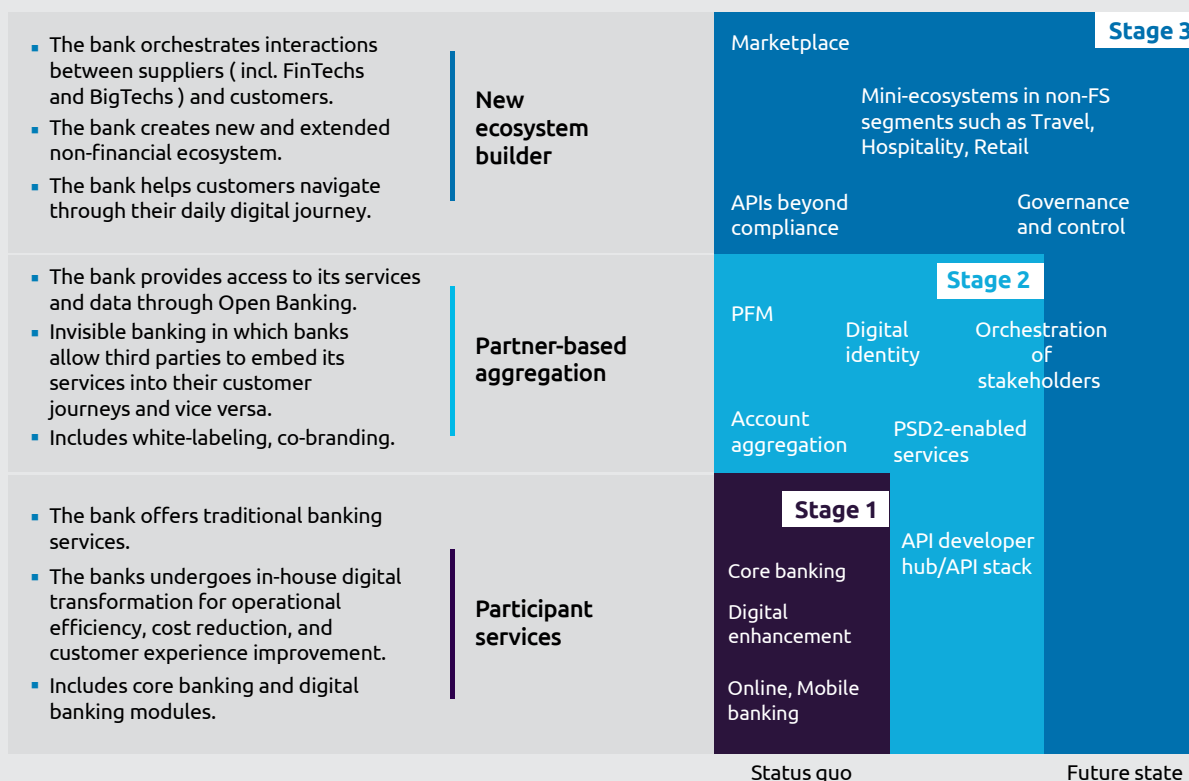 ▪ The bank orchestrates interactions
between suppliers ( incl. FinTechs
and BigTechs ) and customers.
▪ The bank creates new and extended
non-financial ecosystem.
▪ The bank helps customers navigate
through their daily digital journey.
New
ecosystem
builder
Stage 3
Marketplace
Mini-ecosystems in non-FS
segments such as Travel,
Hospitality, Retail
APIs beyond
compliance
Governance
and control
▪ The bank provides access to its services
and data through Open Banking.
▪ Invisible banking in which banks
allow third parties to embed its
services into their customer
journeys and vice versa.
▪ Includes white-labeling, co-branding.
Partner-based
aggregation
Stage 2
PFM
Digital
identity
Orchestration
of
stakeholders
Account
aggregation
PSD2-enabled
services
▪ The bank offers traditional banking
services.
▪ The banks undergoes in-house digital
transformation for operational
efficiency, cost reduction, and
customer experience improvement.
▪ Includes core banking and digital
banking modules.
Participant
services
Stage 1
Core banking
Digital
enhancement
Online, Mobile
banking
API developer
hub/API stack
Status quo
Future state